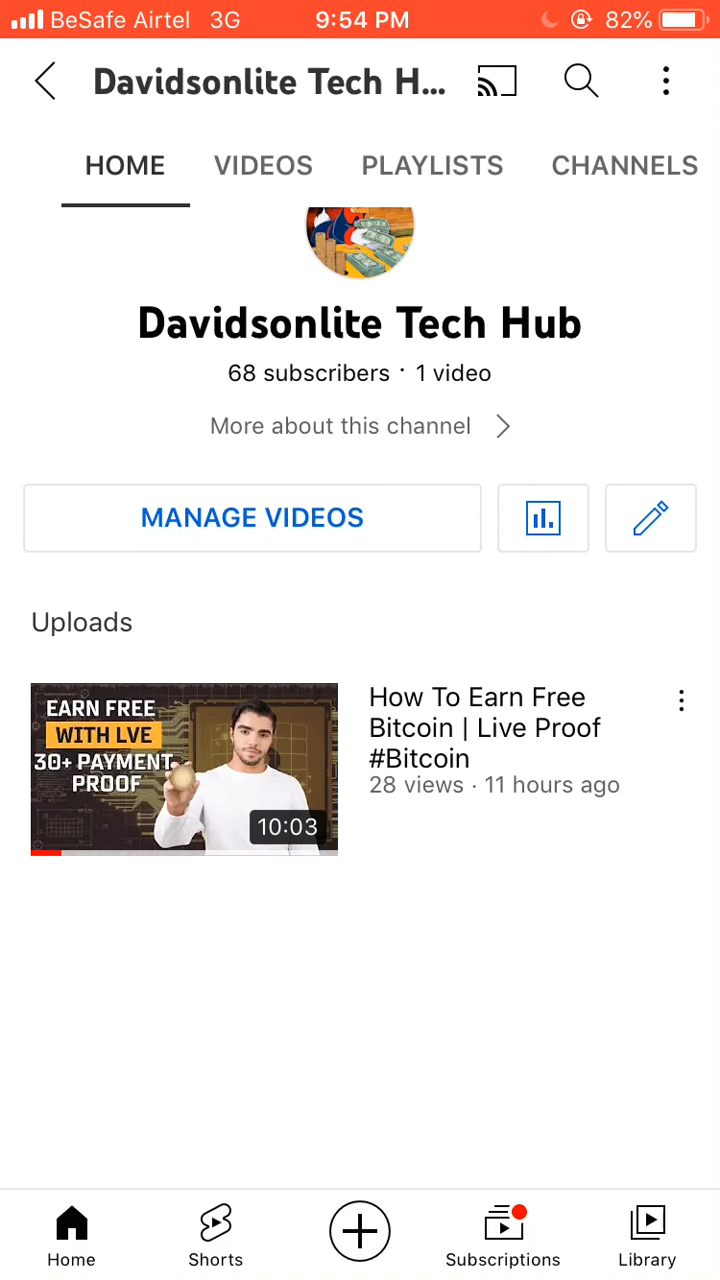 BeSafe Airtel 3G 9:54 PM 82%
Davidsonlite Tech H...
HOME VIDEOS PLAYLISTS CHANNELS
Davidsonlite Tech Hub
68 subscribers · 1 video
More about this channel
MANAGE VIDEOS
Uploads
EARN FREE
WITH LVE
30+ PAYMENT
PROOF
10:03
How To Earn Free
Bitcoin | Live Proof
#Bitcoin
28 views · 11 hours ago
Home Shorts Subscriptions Library